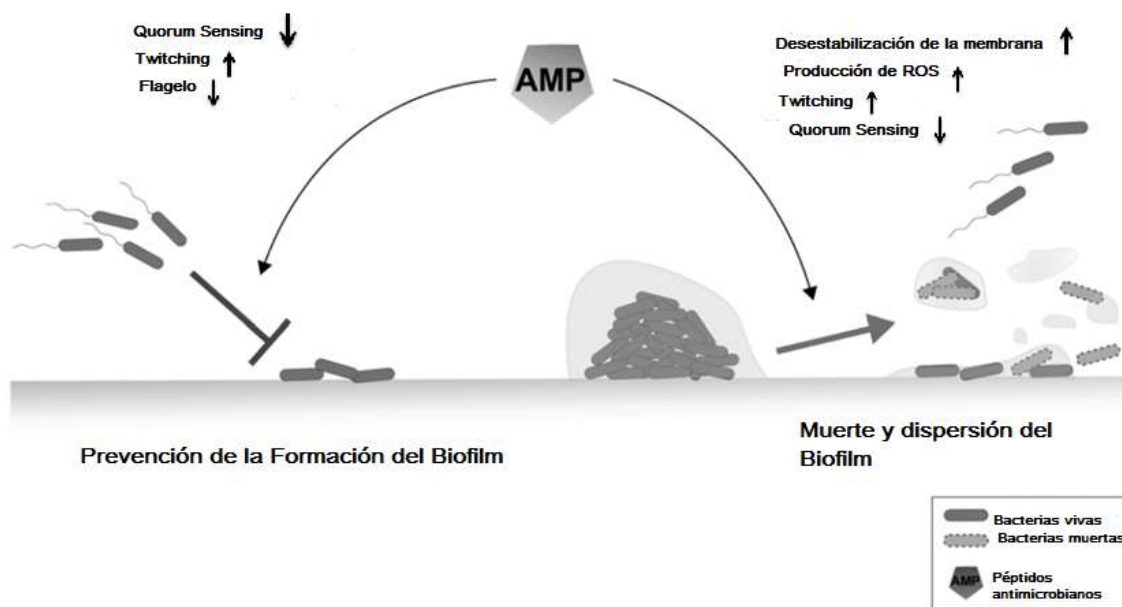 Quorum Sensing
Twitching
Flagelo
AMP
Desestabilización de la membrana
Producción de ROS
Twitching
Quorum Sensing
Prevención de la Formación del Biofilm
Muerte y dispersión del
Biofilm
Bacterias vivas
Bacterias muertas
AMP
Péptidos
antimicrobianos